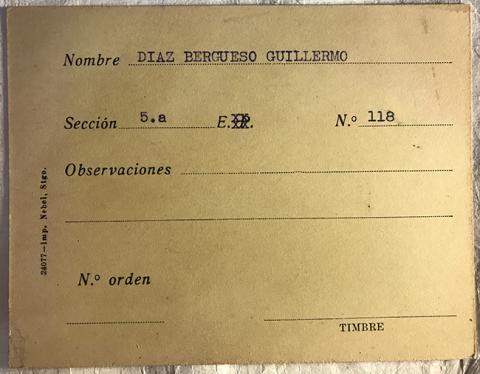 Nombre DIAZ BERGUESO GUILLERMO
Sección 5.a E. N.º 118
Observaciones
N.º orden
TIMBRE
24077—Imp. Nebel, Stgo.